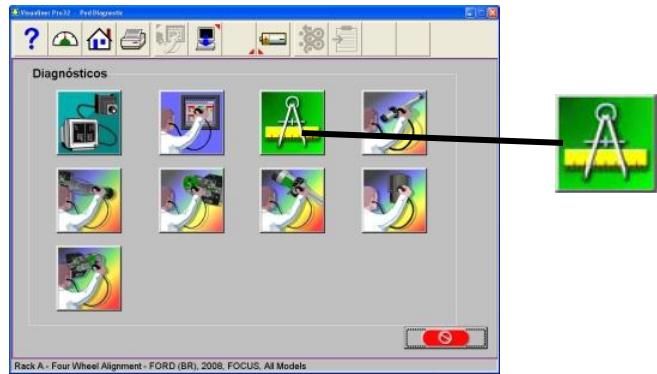 Visualiner Pro32 - Pod Diagnostic
Diagnósticos
Rack A - Four Wheel Alignment - FORD (BR), 2008, FOCUS, All Models